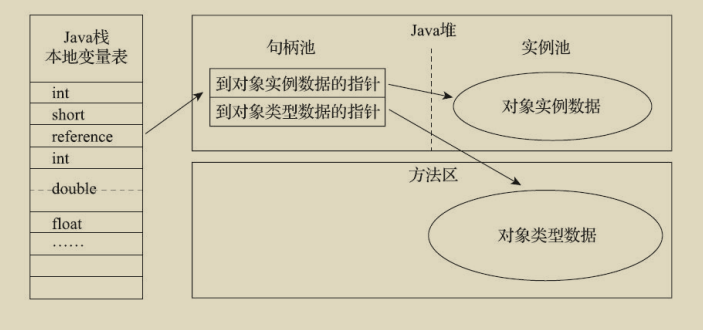 Java栈
本地变量表
int
short
reference
int
double
float
……
Java堆
句柄池
实例池
到对象实例数据的指针
到对象类型数据的指针
对象实例数据
方法区
对象类型数据